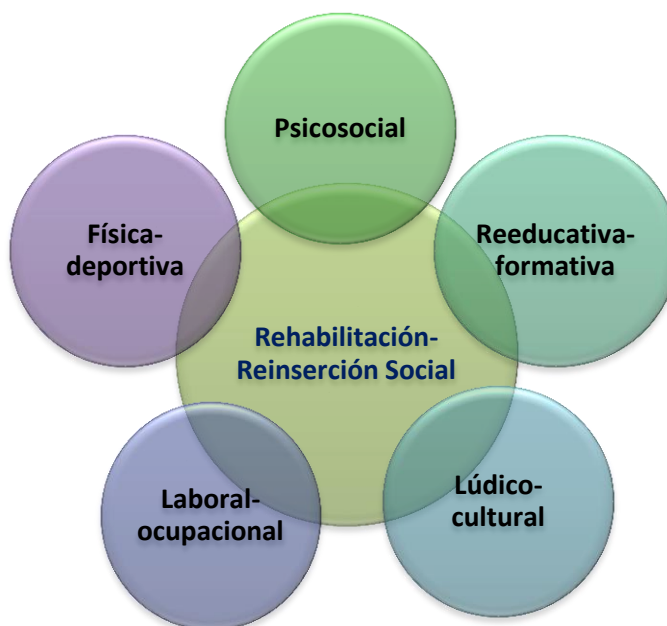 Psicosocial
Física-
deportiva
Reeducativa-
formativa
Rehabilitación-
Reinserción Social
Laboral-
ocupacional
Lúdico-
cultural